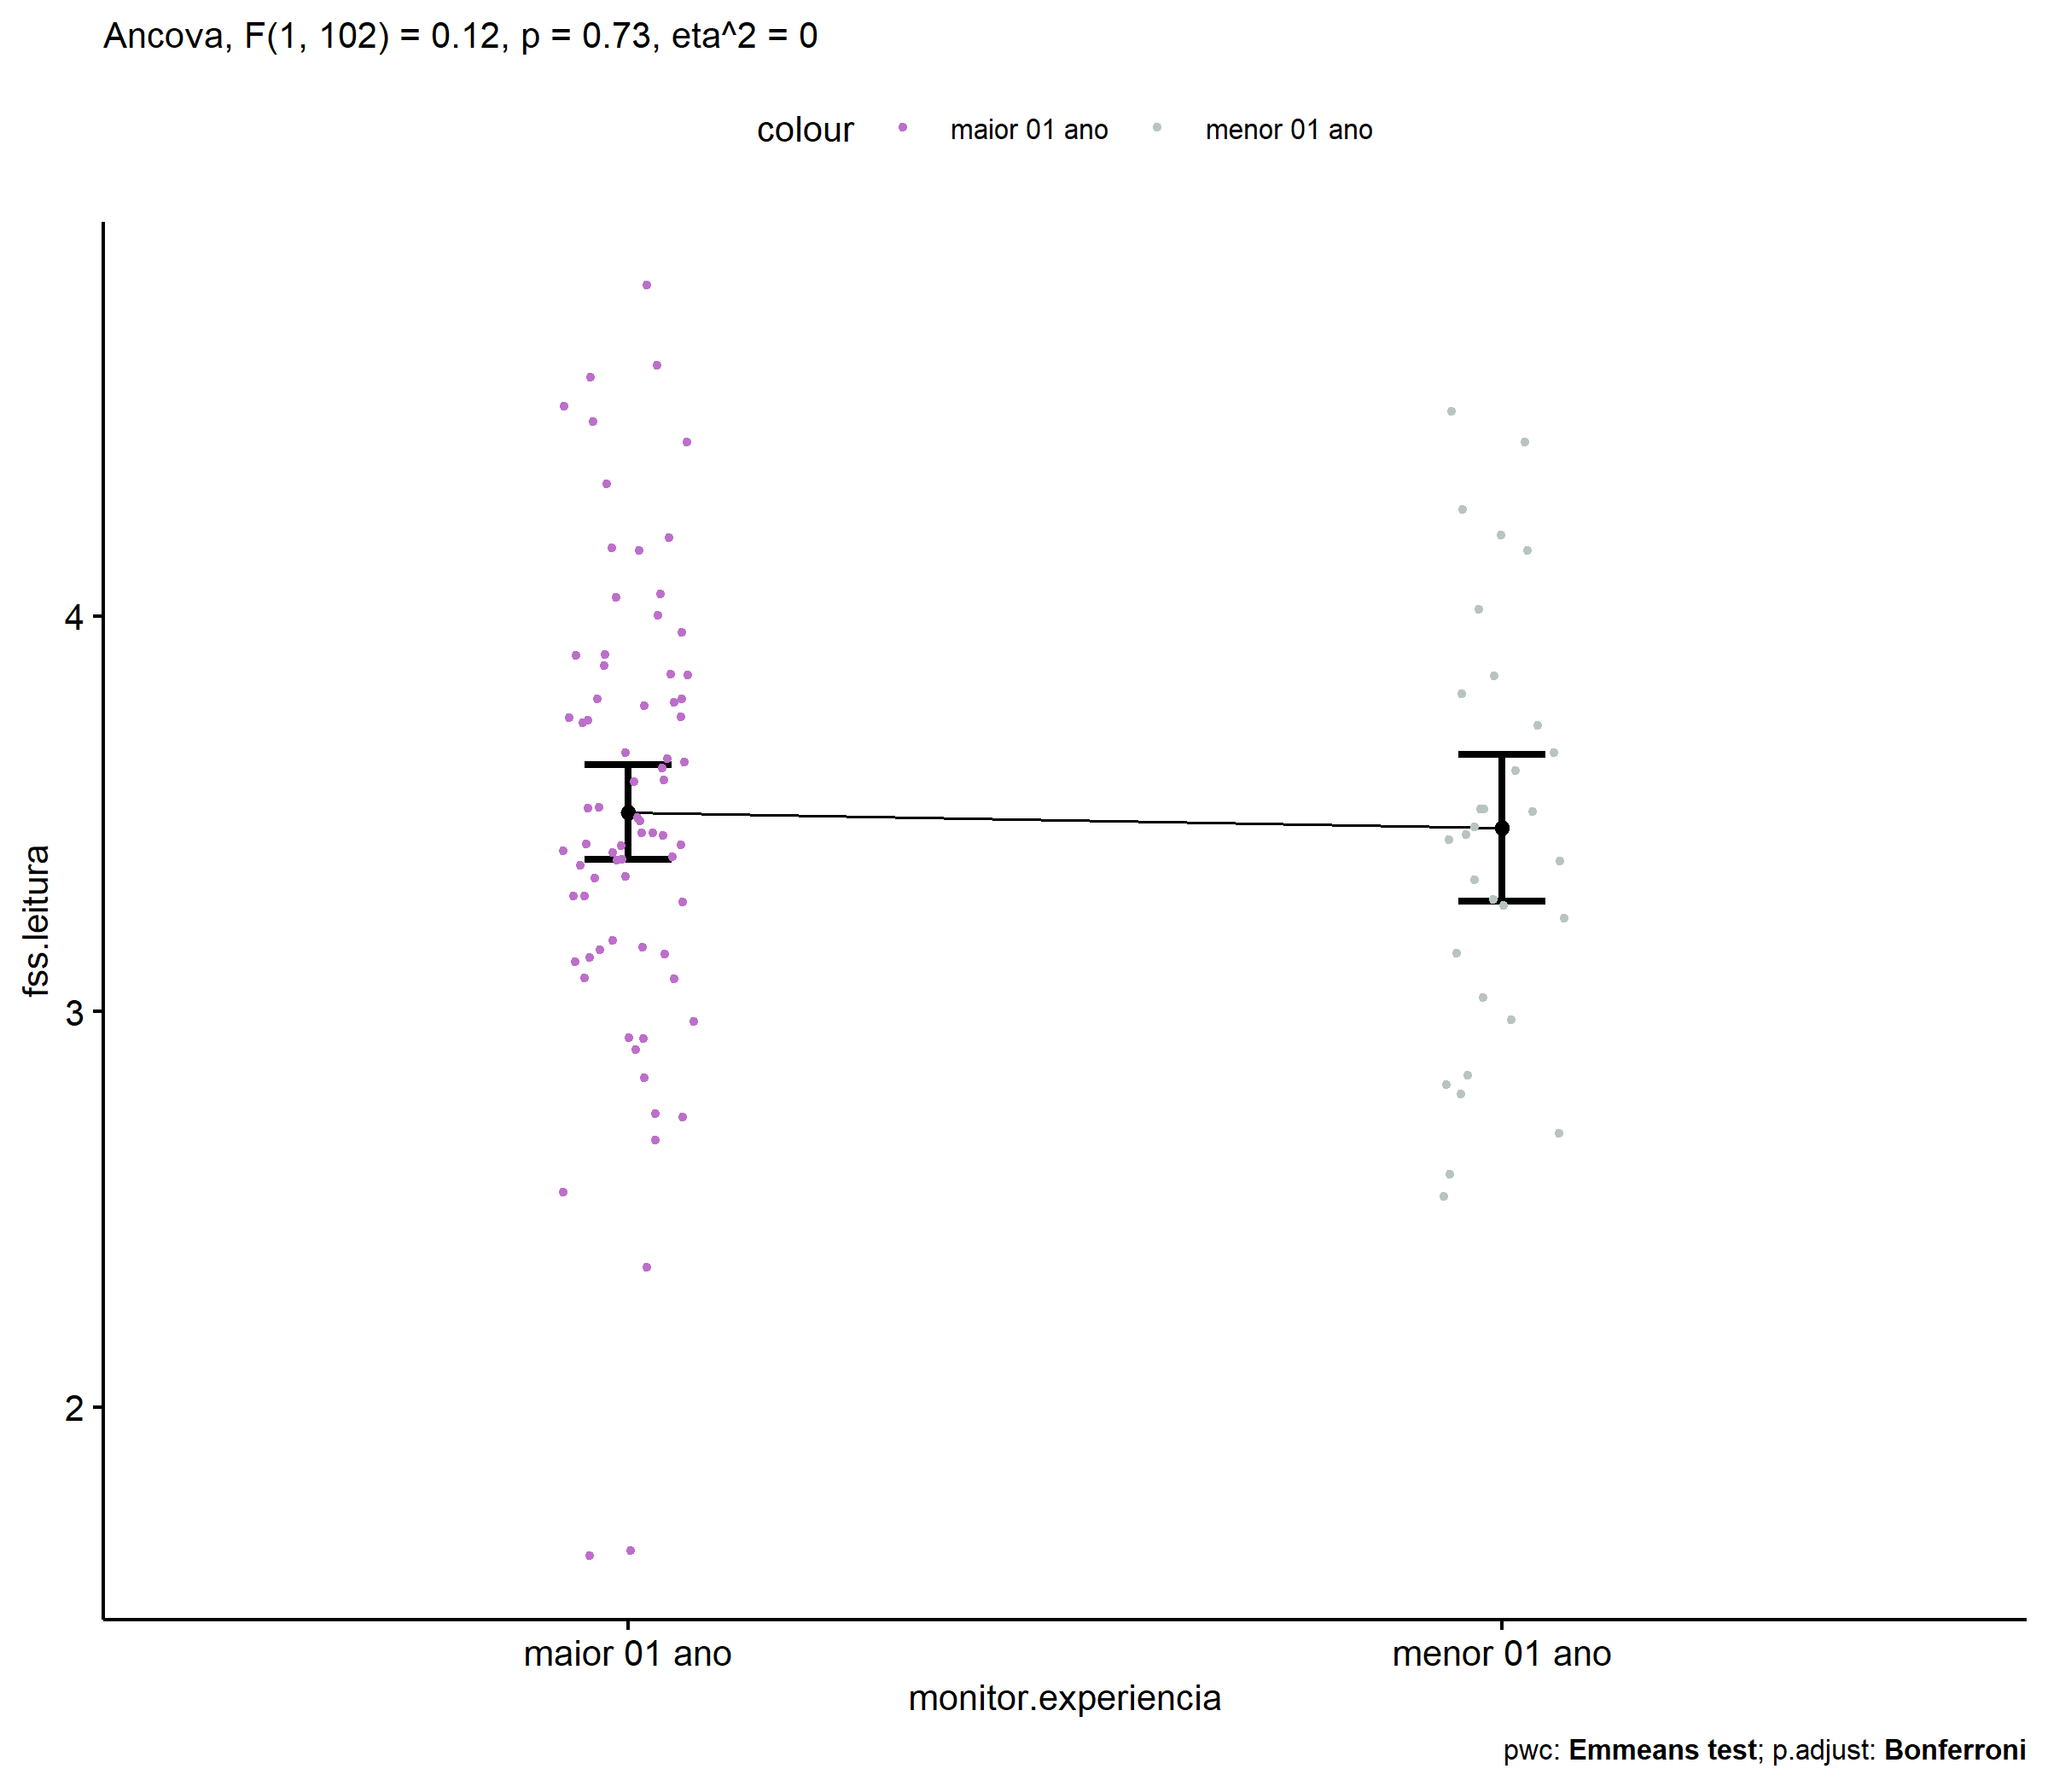 Ancova, F(1, 102) = 0.12, p = 0.73, eta^2 = 0
colour maior 01 ano menor 01 ano
fss.leitura
4
3
2
maior 01 ano menor 01 ano
monitor.experiencia
pwc: Emmeans test; p.adjust: Bonferroni